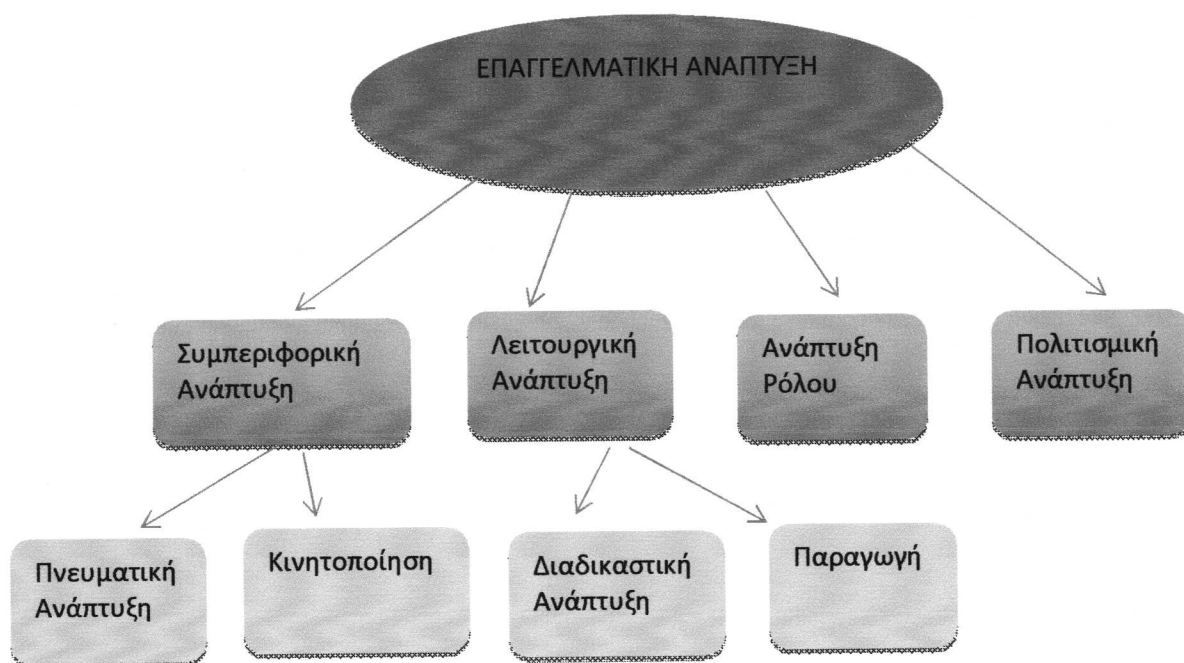 ΕΠΑΓΓΕΛΜΑΤΙΚΗ ΑΝΑΠΤΥΞΗ
Συμπεριφορική
Ανάπτυξη
Λειτουργική
Ανάπτυξη
Ανάπτυξη
Ρόλου
Πολιτισμική
Ανάπτυξη
Πνευματική
Ανάπτυξη
Κινητοποίηση
Διαδικαστική
Ανάπτυξη
Παραγωγή